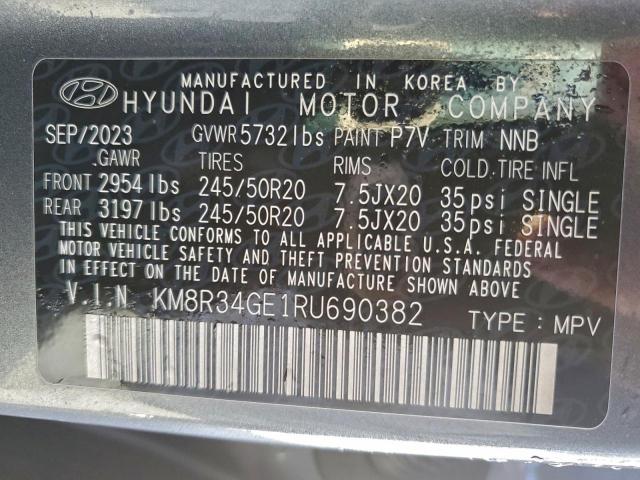 MANUFACTURED IN KOREA BY
HYUNDAI MOTOR COMPANY
SEP/2023 GVWR 5732 lbs PAINT P7V TRIM NNB
GAWR TIRES RIMS COLD TIRE INFL
FRONT 2954 lbs 245/50R20 7.5JX20 35psi SINGLE
REAR 3197 lbs 245/50R20 7.5JX20 35psi SINGLE
THIS VEHICLE CONFORMS TO ALL APPLICABLE U.S.A. FEDERAL
MOTOR VEHICLE SAFETY AND THEFT PREVENTION STANDARDS
IN EFFECT ON THE DATE OF MANUFACTURE SHOWN ABOVE
VIN KM8R34GE1RU690382 TYPE : MPV